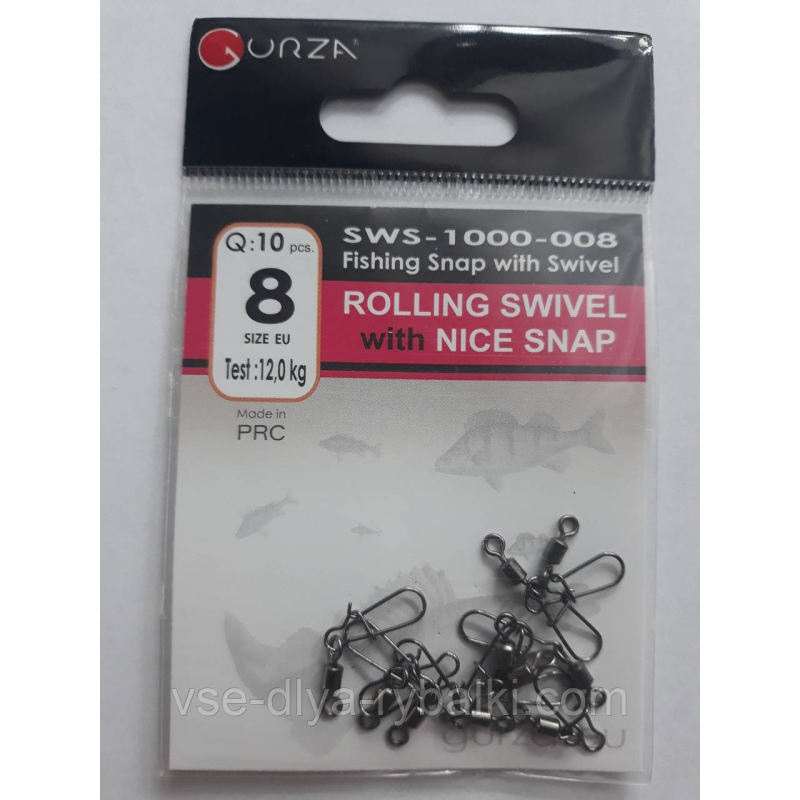 GURZA
Q:10 pcs.
8
SIZE EU
Test :12,0 kg
SWS-1000-008
Fishing Snap with Swivel
ROLLING SWIVEL
with NICE SNAP
Made in
PRC
vse-dlya-rybalki.com